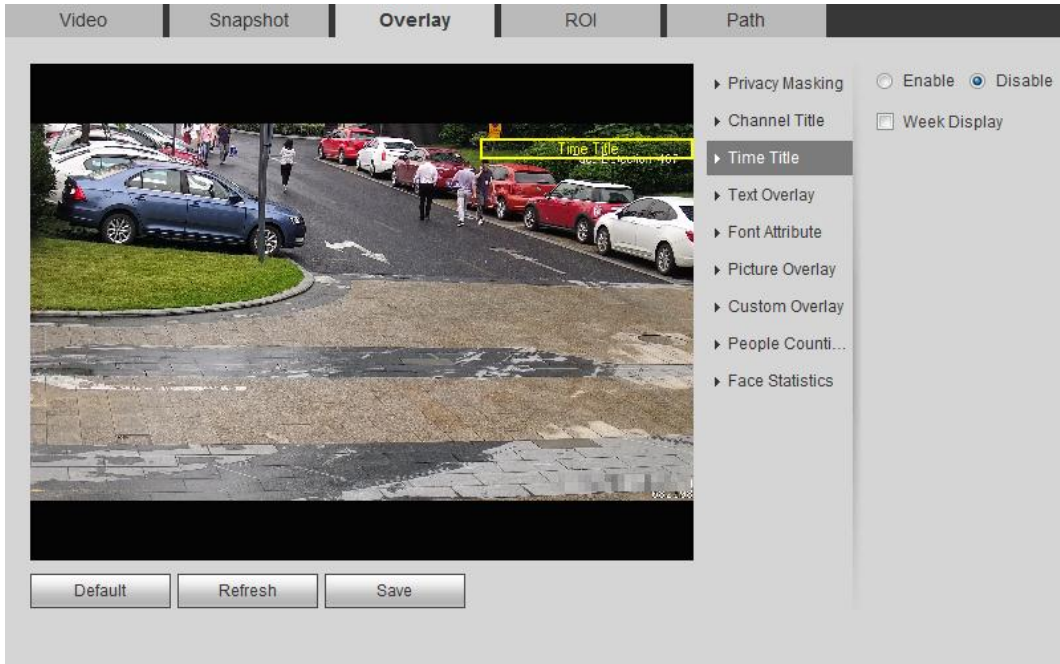 Video
Snapshot
Overlay
ROI
Path
Privacy Masking
Enable
Disable
Channel Title
Week Display
Time Title
Time Title
Text Overlay
Font Attribute
Picture Overlay
Custom Overlay
People Counti...
Face Statistics
Default
Refresh
Save